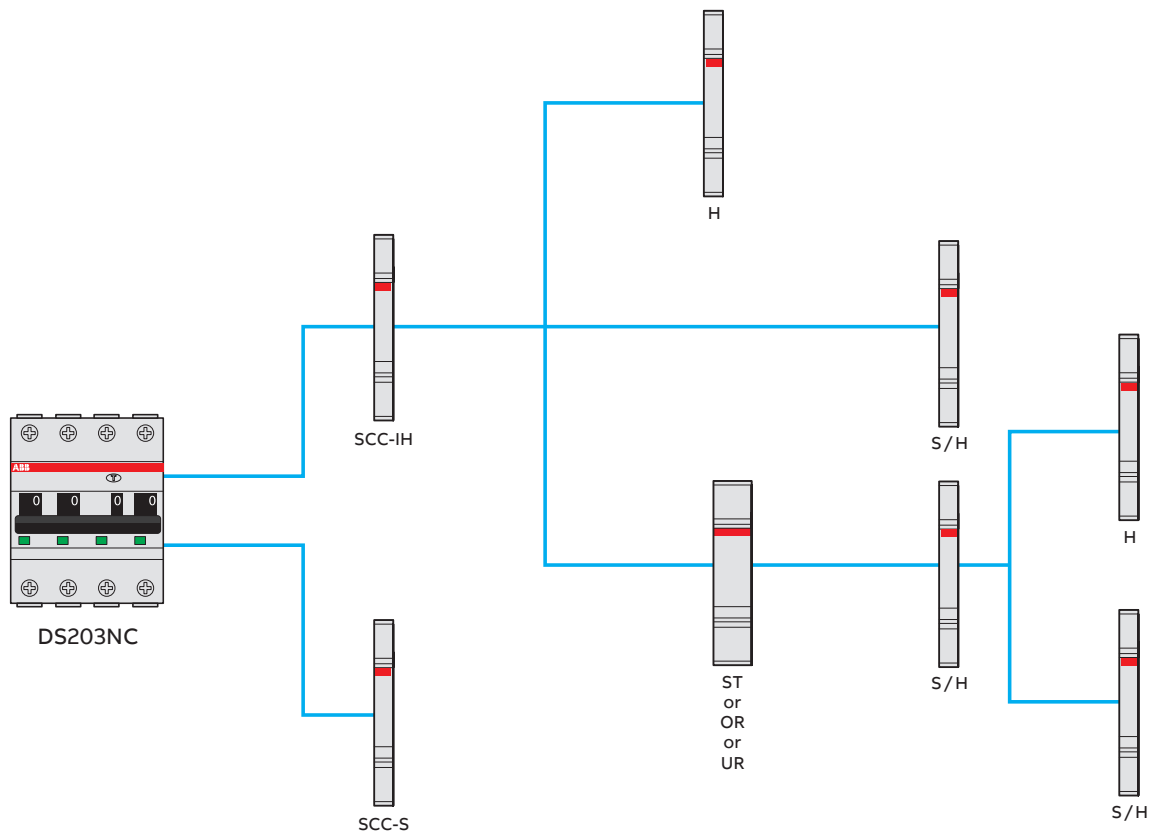 H
SCC-IH
S/H
ABB
0 0 0 0
H
DS203NC
ST
or
OR
or
UR
S/H
SCC-S
S/H